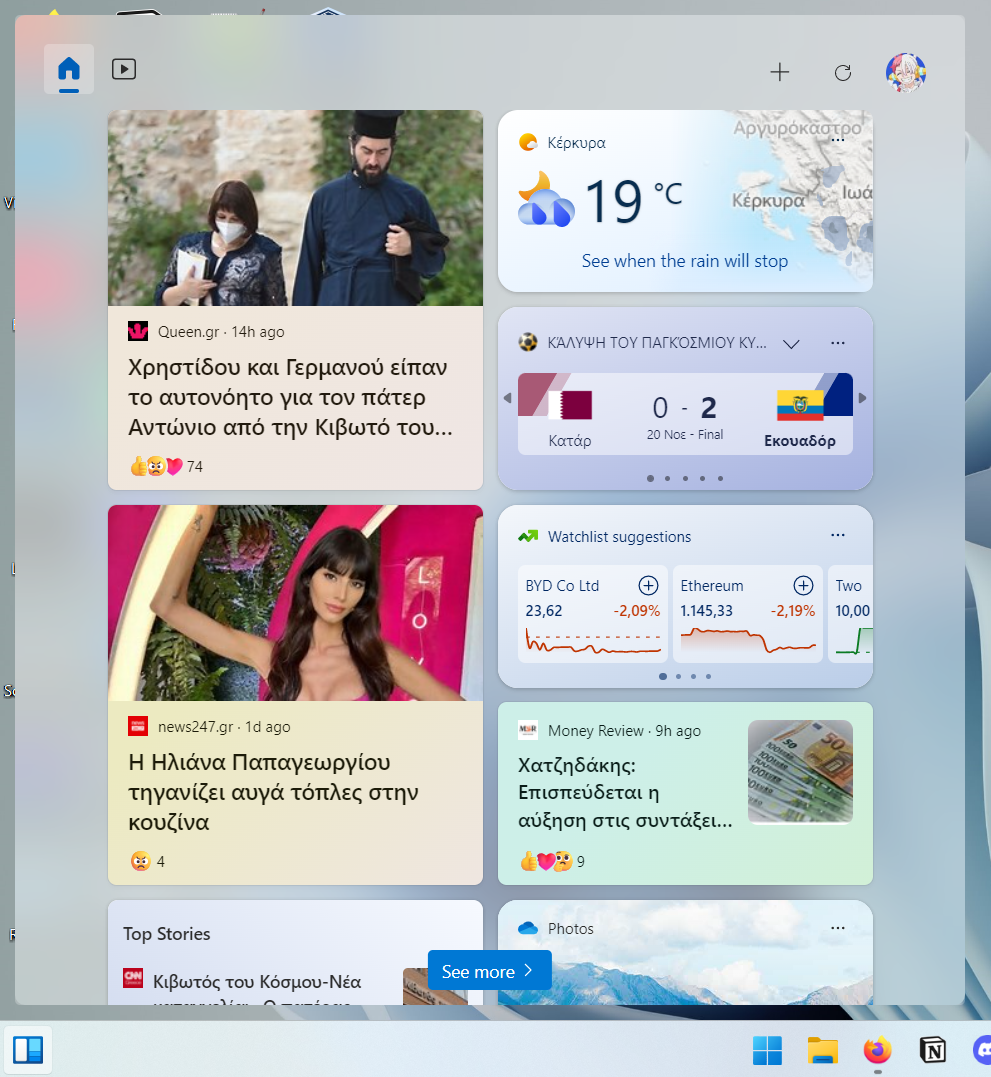 Queen.gr · 14h ago
Χρηστίδου και Γερμανού είπαν
το αυτονόητο για τον πάτερ
Αντώνιο από την Κιβωτό του...
74
Κέρκυρα
Αργυρόκαστρο
Κέρκυρα
Ιωά
19 °C
See when the rain will stop
ΚΆΛΥΨΗ ΤΟΥ ΠΑΓΚΌΣΜΙΟΥ ΚΥ...
0 - 2
20 Νοε - Final
Κατάρ
Εκουαδόρ
news247.gr · 1d ago
Η Ηλιάνα Παπαγεωργίου
τηγανίζει αυγά τόπλες στην
κουζίνα
4
Watchlist suggestions
BYD Co Ltd
23,62 -2,09%
Ethereum
1.145,33 -2,19%
Two
10,00
Money Review · 9h ago
Χατζηδάκης:
Επισπεύδεται η
αύξηση στις συντάξει...
9
Top Stories
CNN
Κιβωτός του Κόσμου-Νέα
Photos
See more